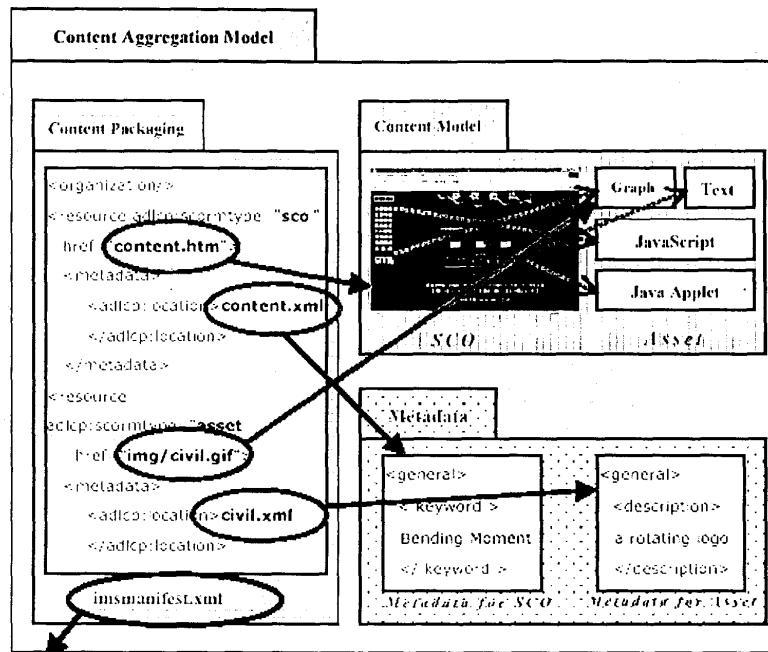 Content Aggregation Model
Content Packaging
<organization/>
<resource adlcp:scormtype "sco"
href "content.htm">
<metadata>
<adlcp:location>content.xml
</adlcp:location>
</metadata>
<resource
adlcp:scormtype "asset
href "img/civil.gif">
<metadata>
<adlcp:location>civil.xml
</adlcp:location>
imsmanifest.xml
Content Model
Graph
Text
JavaScript
Java Applet
SCO
Asset
Metadata
<general>
< keyword >
Bending Moment
</ keyword >
Metadata for SCO
<general>
<description>
a rotating logo
</description>
Metadata for Asset